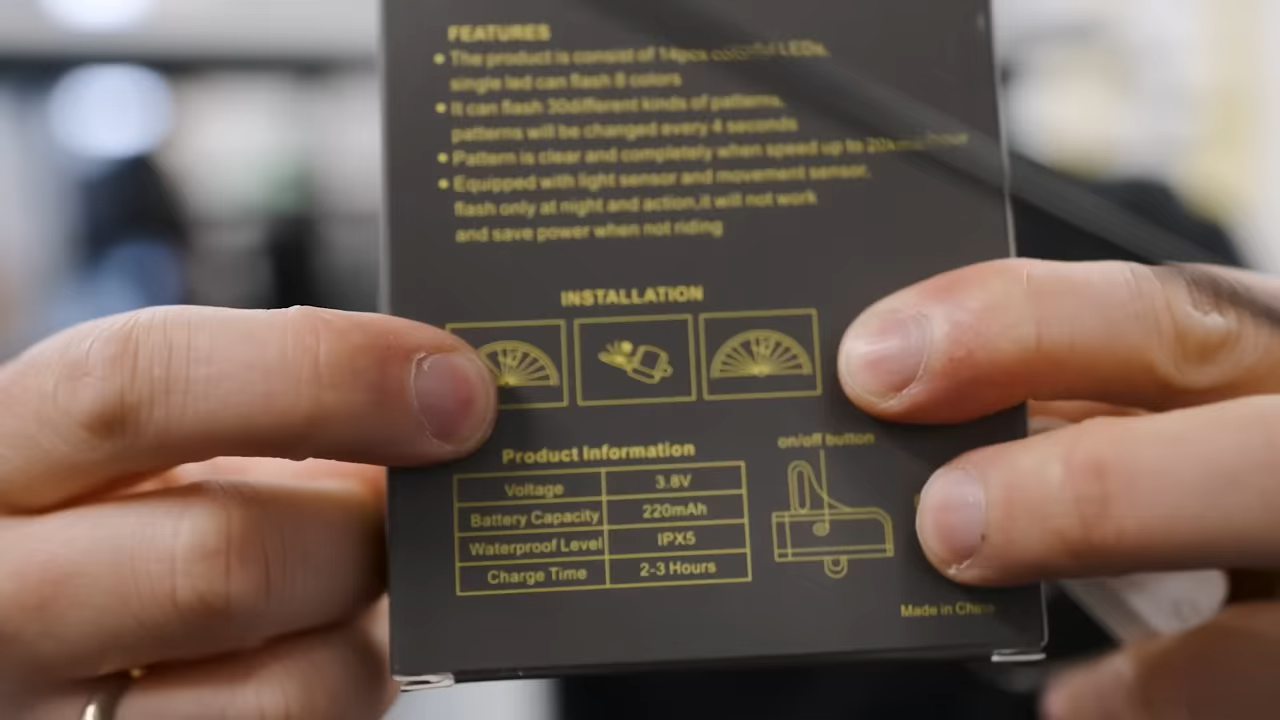 FEATURES
• The product is consist of 14pcs colorful LEDs,
single led can flash 8 colors
• It can flash 30different kinds of patterns,
patterns will be changed every 4 seconds
• Pattern is clear and completely when speed up to
• Equipped with light sensor and movement sensor,
flash only at night and action,it will not work
and save power when not riding
INSTALLATION
Product Information
on/off button
Voltage 3.8V
Battery Capacity 220mAh
Waterproof Level IPX5
Charge Time 2-3 Hours
Made in China